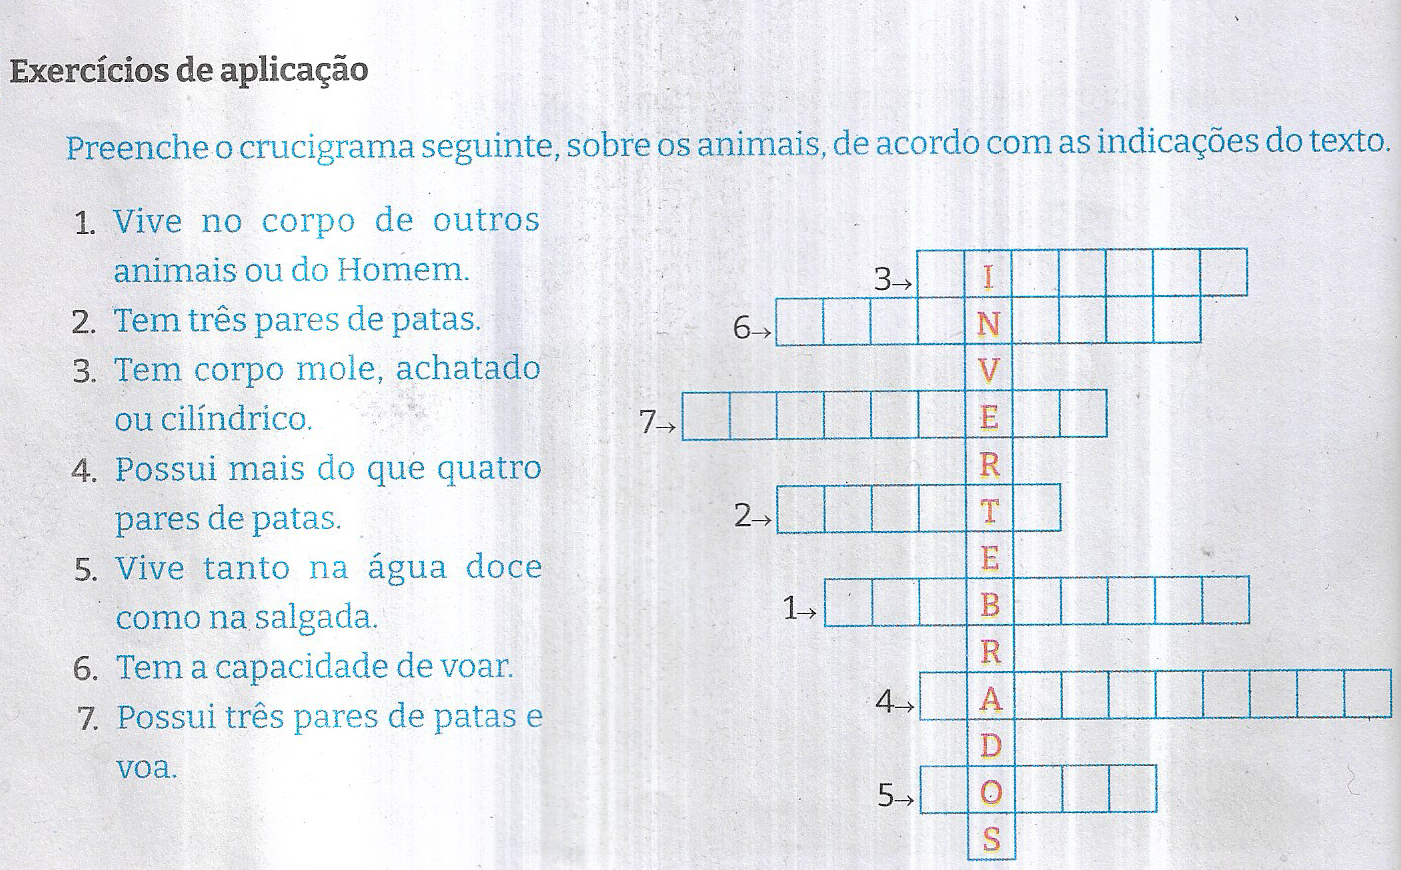 Exercícios de aplicação
Preenche o crucigrama seguinte, sobre os animais, de acordo com as indicações do texto.
1. Vive no corpo de outros
animais ou do Homem.
2. Tem três pares de patas.
3. Tem corpo mole, achatado
ou cilíndrico.
4. Possui mais do que quatro
pares de patas.
5. Vive tanto na água doce
como na salgada.
6. Tem a capacidade de voar.
7. Possui três pares de patas e
voa.
3→ I
6→ N
V
7→ E
R
2→ T
E
1→ B
R
4→ A
D
5→ O
S